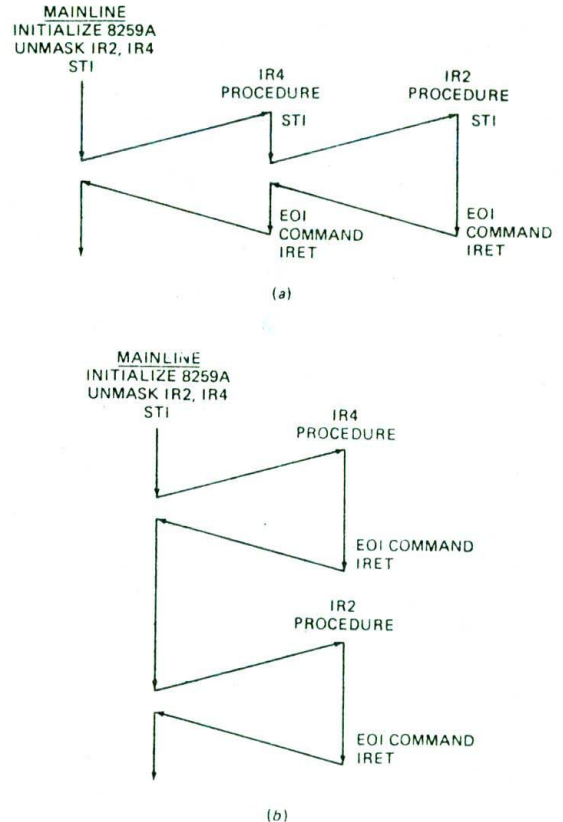 MAINLINE
INITIALIZE 8259A
UNMASK IR2, IR4
STI
IR4
PROCEDURE
STI
IR2
PROCEDURE
STI
EOI
COMMAND
IRET
EOI
COMMAND
IRET
(a)
MAINLINE
INITIALIZE 8259A
UNMASK IR2, IR4
STI
IR4
PROCEDURE
EOI COMMAND
IRET
IR2
PROCEDURE
EOI COMMAND
IRET
(b)